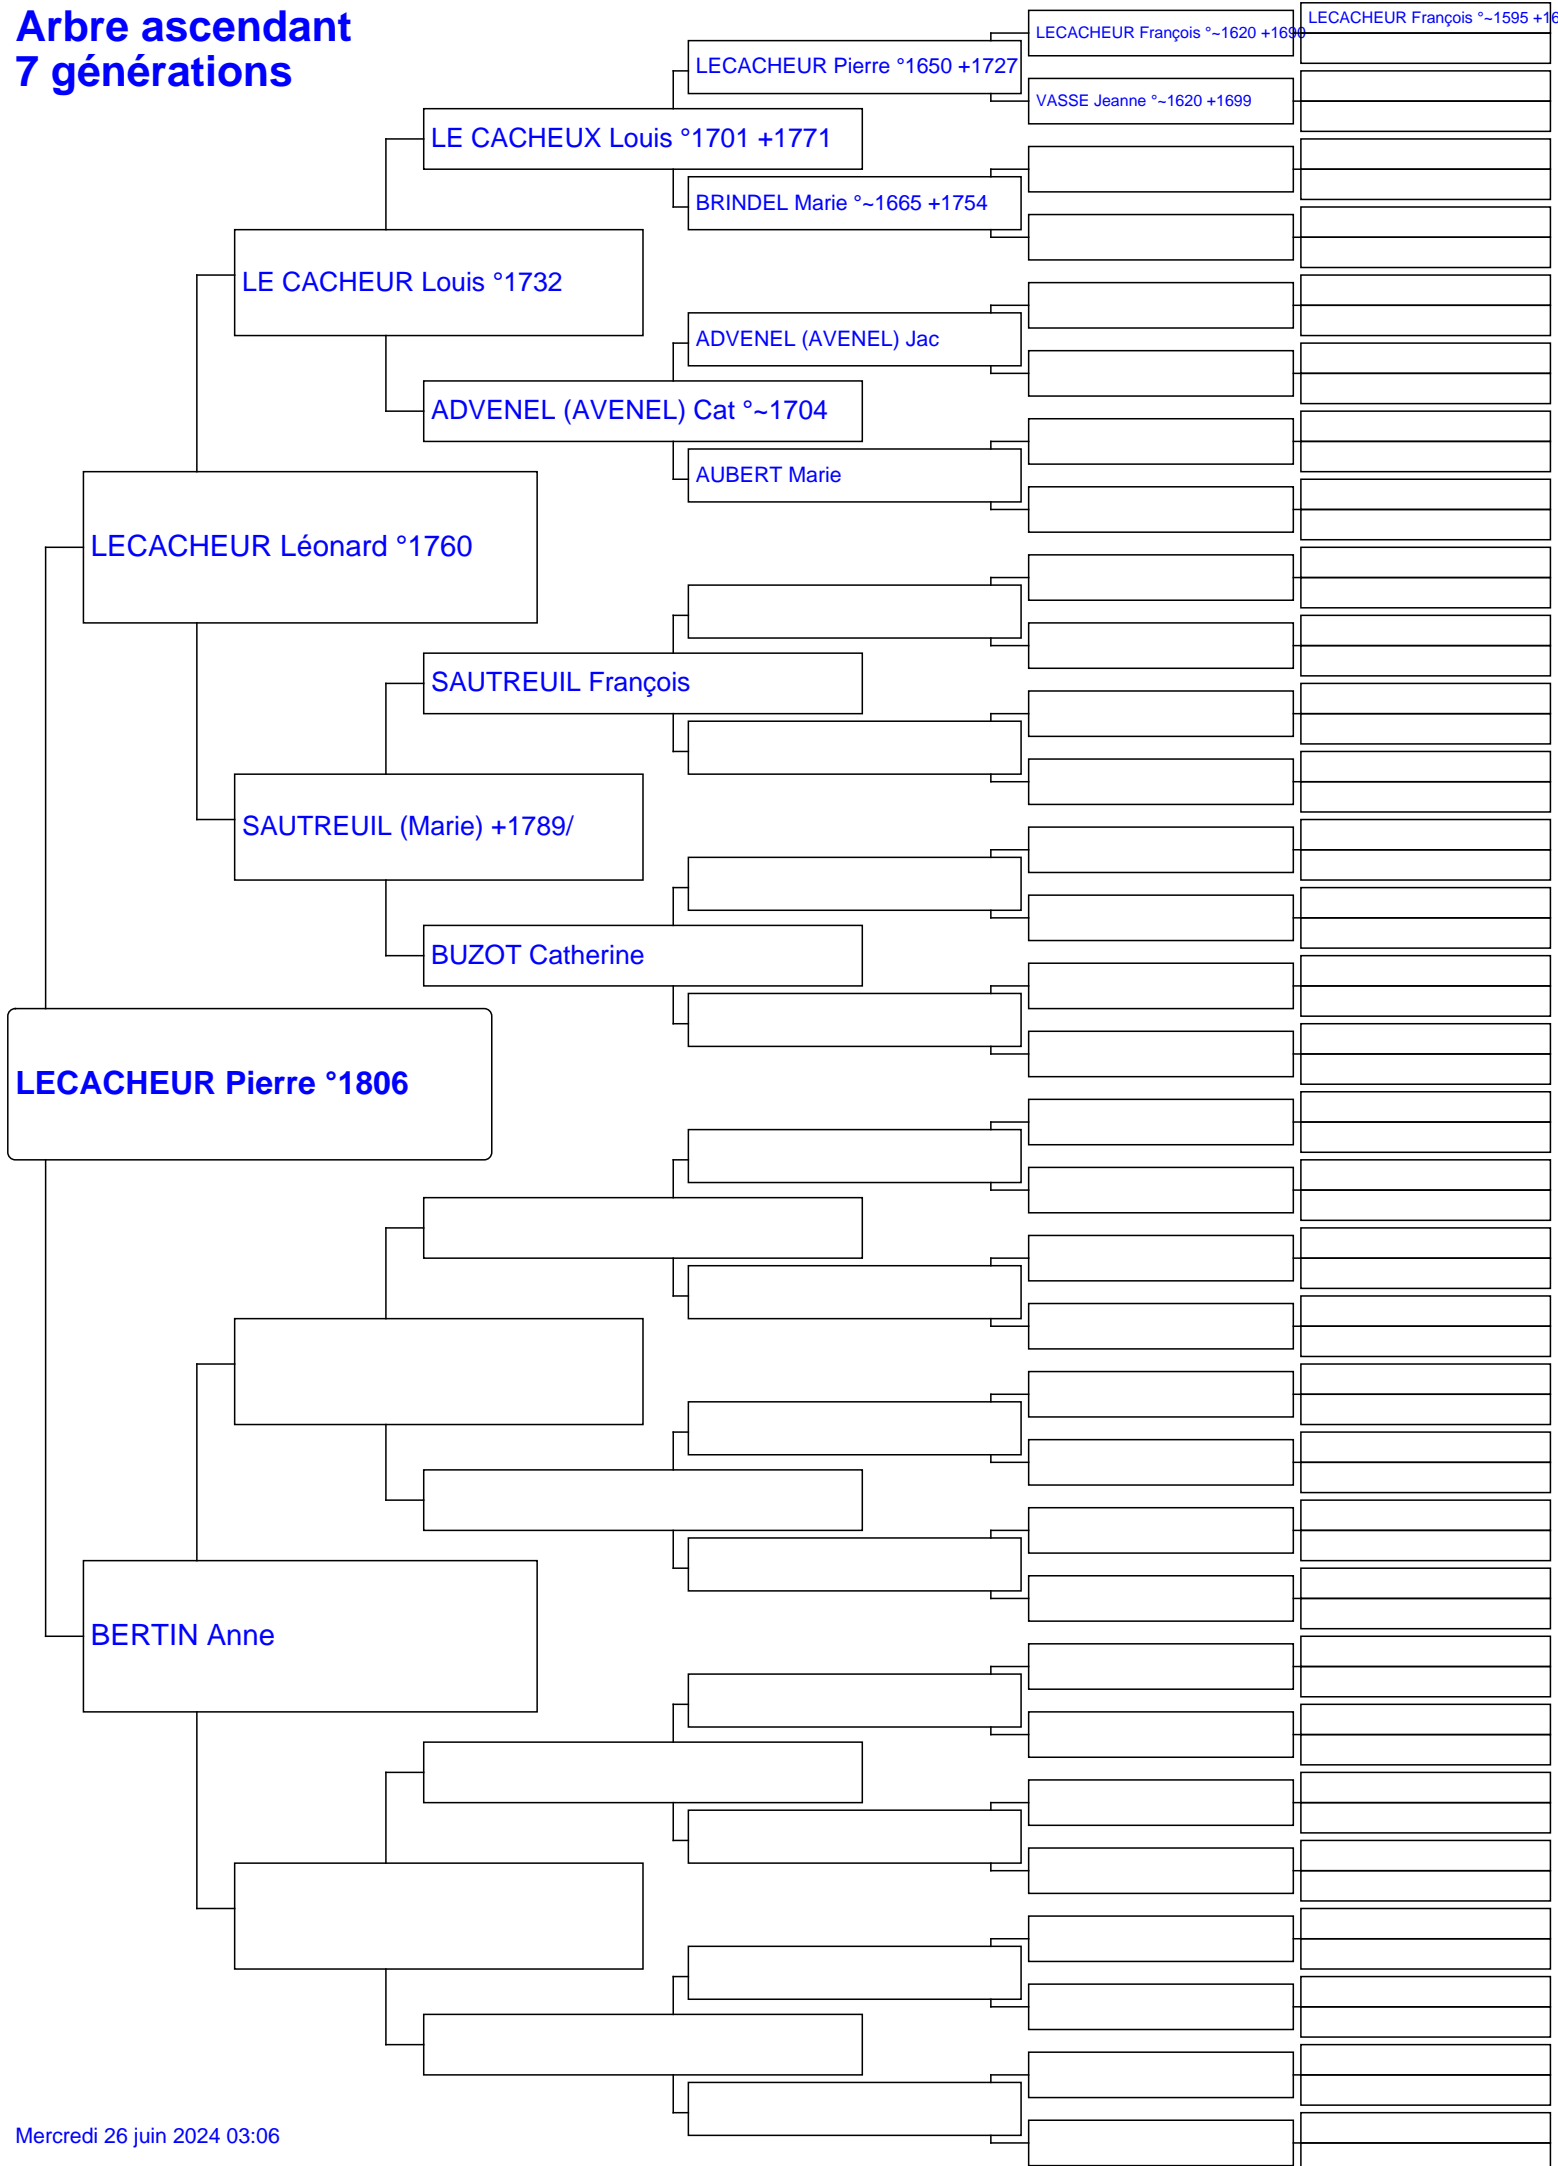 Arbre ascendant
7 générations
LECACHEUR François °~1595 +16
LECACHEUR François °~1620 +1690
LECACHEUR Pierre °1650 +1727
VASSE Jeanne °~1620 +1699
LE CACHEUX Louis °1701 +1771
BRINDEL Marie °~1665 +1754
LE CACHEUR Louis °1732
ADVENEL (AVENEL) Jac
ADVENEL (AVENEL) Cat °~1704
AUBERT Marie
LECACHEUR Léonard °1760
SAUTREUIL François
SAUTREUIL (Marie) +1789/
BUZOT Catherine
LECACHEUR Pierre °1806
BERTIN Anne
Mercredi 26 juin 2024 03:06